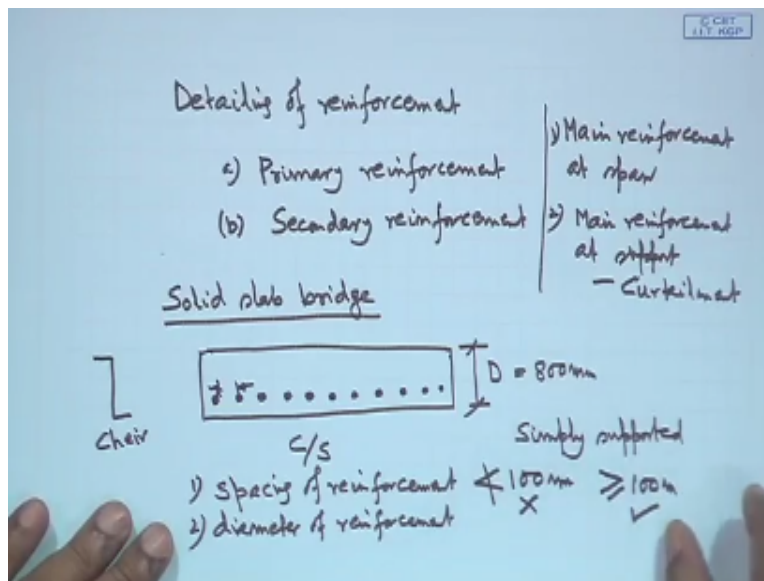 © CET
I.I.T. KGP
Detailing of reinforcement
a) Primary reinforcement
(b) Secondary reinforcement
1) Main reinforcement
at span
2) Main reinforcement
at support
- Curtailment
Solid slab bridge
Chair
D = 800mm
C/S
Simply supported
1) spacing of reinforcement ≮ 100mm ≥ 100m
× ✓
2) diameter of reinforcement